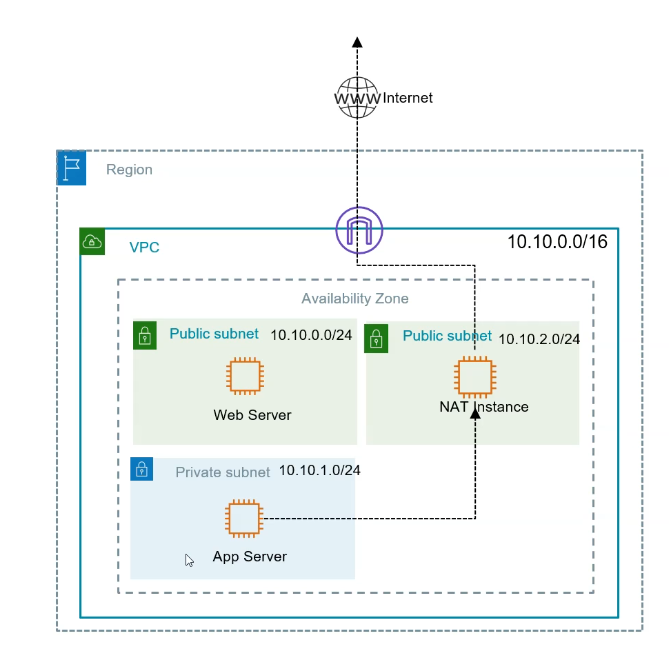 WWW Internet
Region
VPC
10.10.0.0/16
Availability Zone
Public subnet 10.10.0.0/24
Public subnet 10.10.2.0/24
Web Server
NAT Instance
Private subnet 10.10.1.0/24
App Server